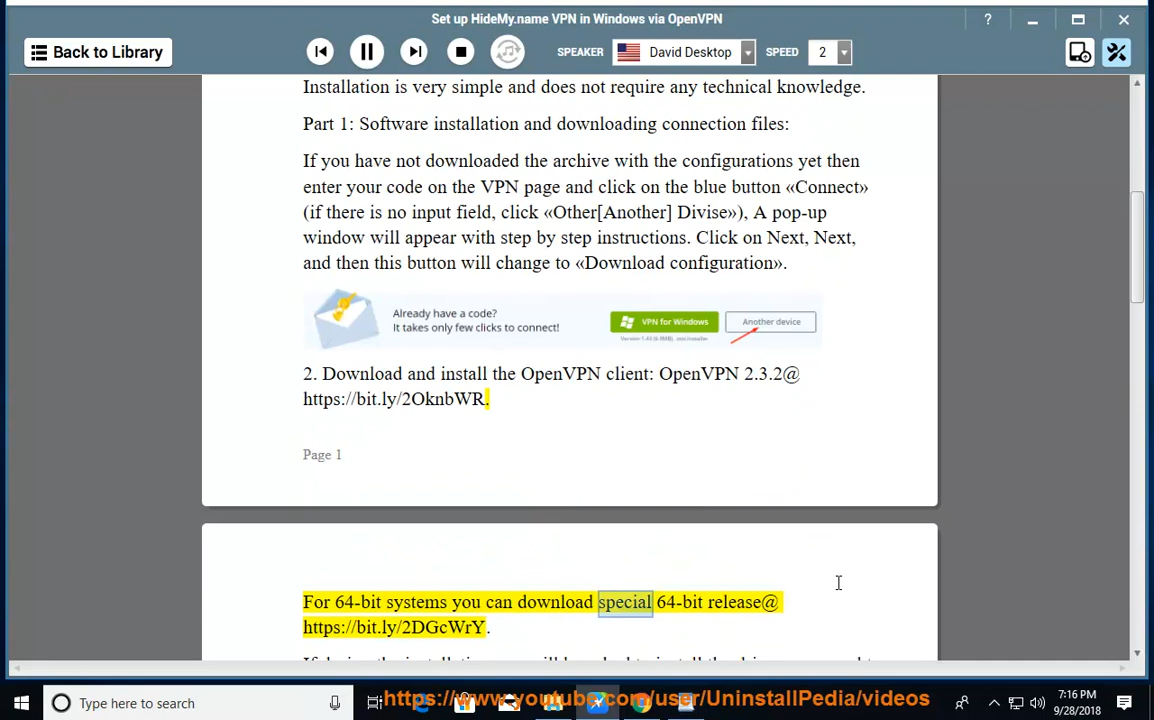 Set up HideMy.name VPN in Windows via OpenVPN
?
Back to Library
SPEAKER
David Desktop
SPEED
2
Installation is very simple and does not require any technical knowledge.
Part 1: Software installation and downloading connection files:
If you have not downloaded the archive with the configurations yet then
enter your code on the VPN page and click on the blue button «Connect»
(if there is no input field, click «Other[Another] Divise»), A pop-up
window will appear with step by step instructions. Click on Next, Next,
and then this button will change to «Download configuration».
Already have a code?
It takes only few clicks to connect!
VPN for Windows
Another device
2. Download and install the OpenVPN client: OpenVPN 2.3.2@
https://bit.ly/2OknbWR.
Page 1
For 64-bit systems you can download special 64-bit release@
https://bit.ly/2DGcWrY.
Type here to search
https://www.youtube.com/user/UninstallPedia/videos
7:16 PM
9/28/2018